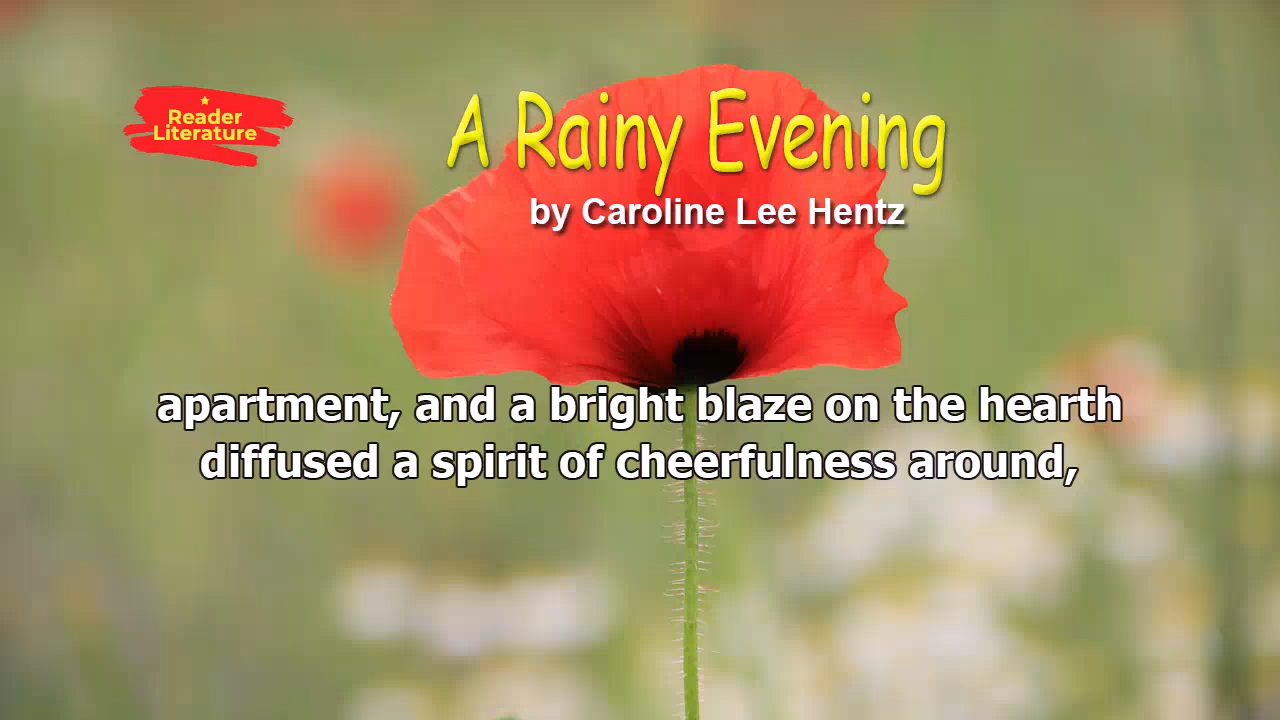 Reader
Literature
A Rainy Evening
by Caroline Lee Hentz
apartment, and a bright blaze on the hearth
diffused a spirit of cheerfulness around,